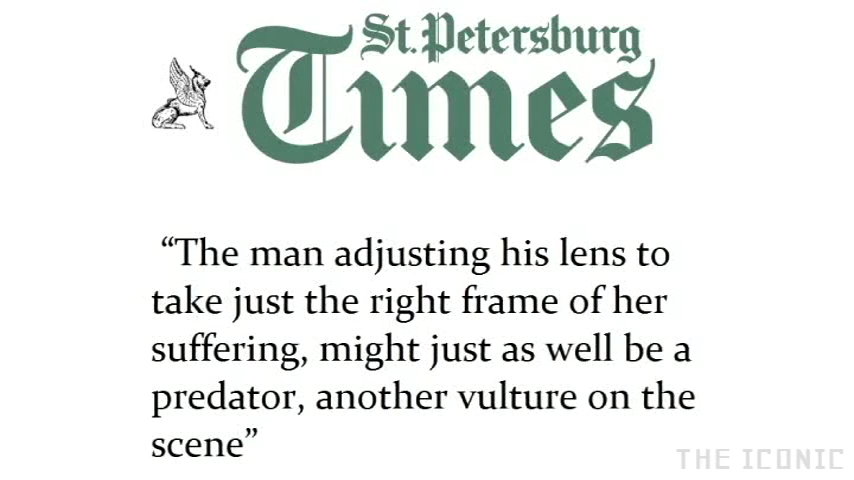 St. Petersburg
Times
“The man adjusting his lens to
take just the right frame of her
suffering, might just as well be a
predator, another vulture on the
scene”
THE ICONIC